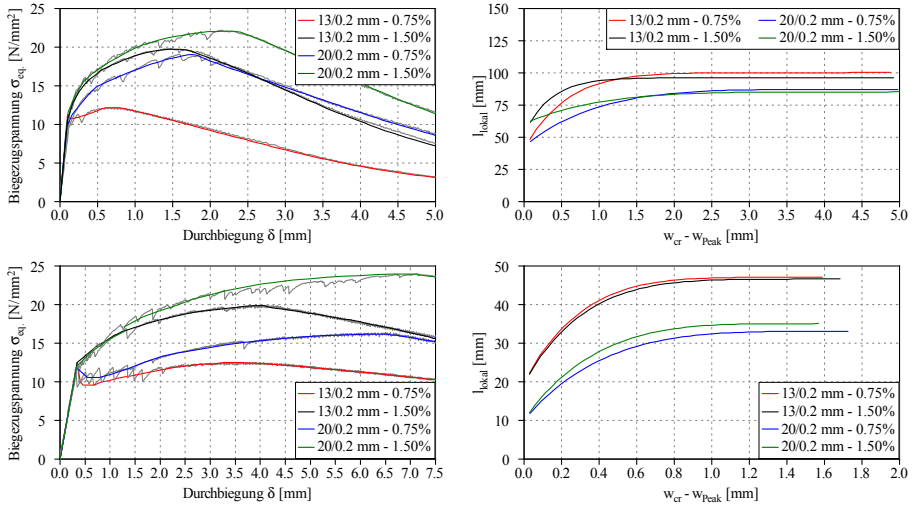 25
20
15
10
5
0
Biegezugspannung σeq. [N/mm²]
13/0.2 mm - 0.75%
13/0.2 mm - 1.50%
20/0.2 mm - 0.75%
20/0.2 mm - 1.50%
0.0 0.5 1.0 1.5 2.0 2.5 3.0 3.5 4.0 4.5 5.0
Durchbiegung δ [mm]
150
125
100
75
50
25
0
l_lokal [mm]
13/0.2 mm - 0.75% 20/0.2 mm - 0.75%
13/0.2 mm - 1.50% 20/0.2 mm - 1.50%
0.0 0.5 1.0 1.5 2.0 2.5 3.0 3.5 4.0 4.5 5.0
w_cr - w_Peak [mm]
25
20
15
10
5
0
Biegezugspannung σeq. [N/mm²]
13/0.2 mm - 0.75%
13/0.2 mm - 1.50%
20/0.2 mm - 0.75%
20/0.2 mm - 1.50%
0.0 0.5 1.0 1.5 2.0 2.5 3.0 3.5 4.0 4.5 5.0 5.5 6.0 6.5 7.0 7.5
Durchbiegung δ [mm]
50
40
30
20
10
0
l_lokal [mm]
13/0.2 mm - 0.75%
13/0.2 mm - 1.50%
20/0.2 mm - 0.75%
20/0.2 mm - 1.50%
0.0 0.2 0.4 0.6 0.8 1.0 1.2 1.4 1.6 1.8 2.0
w_cr - w_Peak [mm]